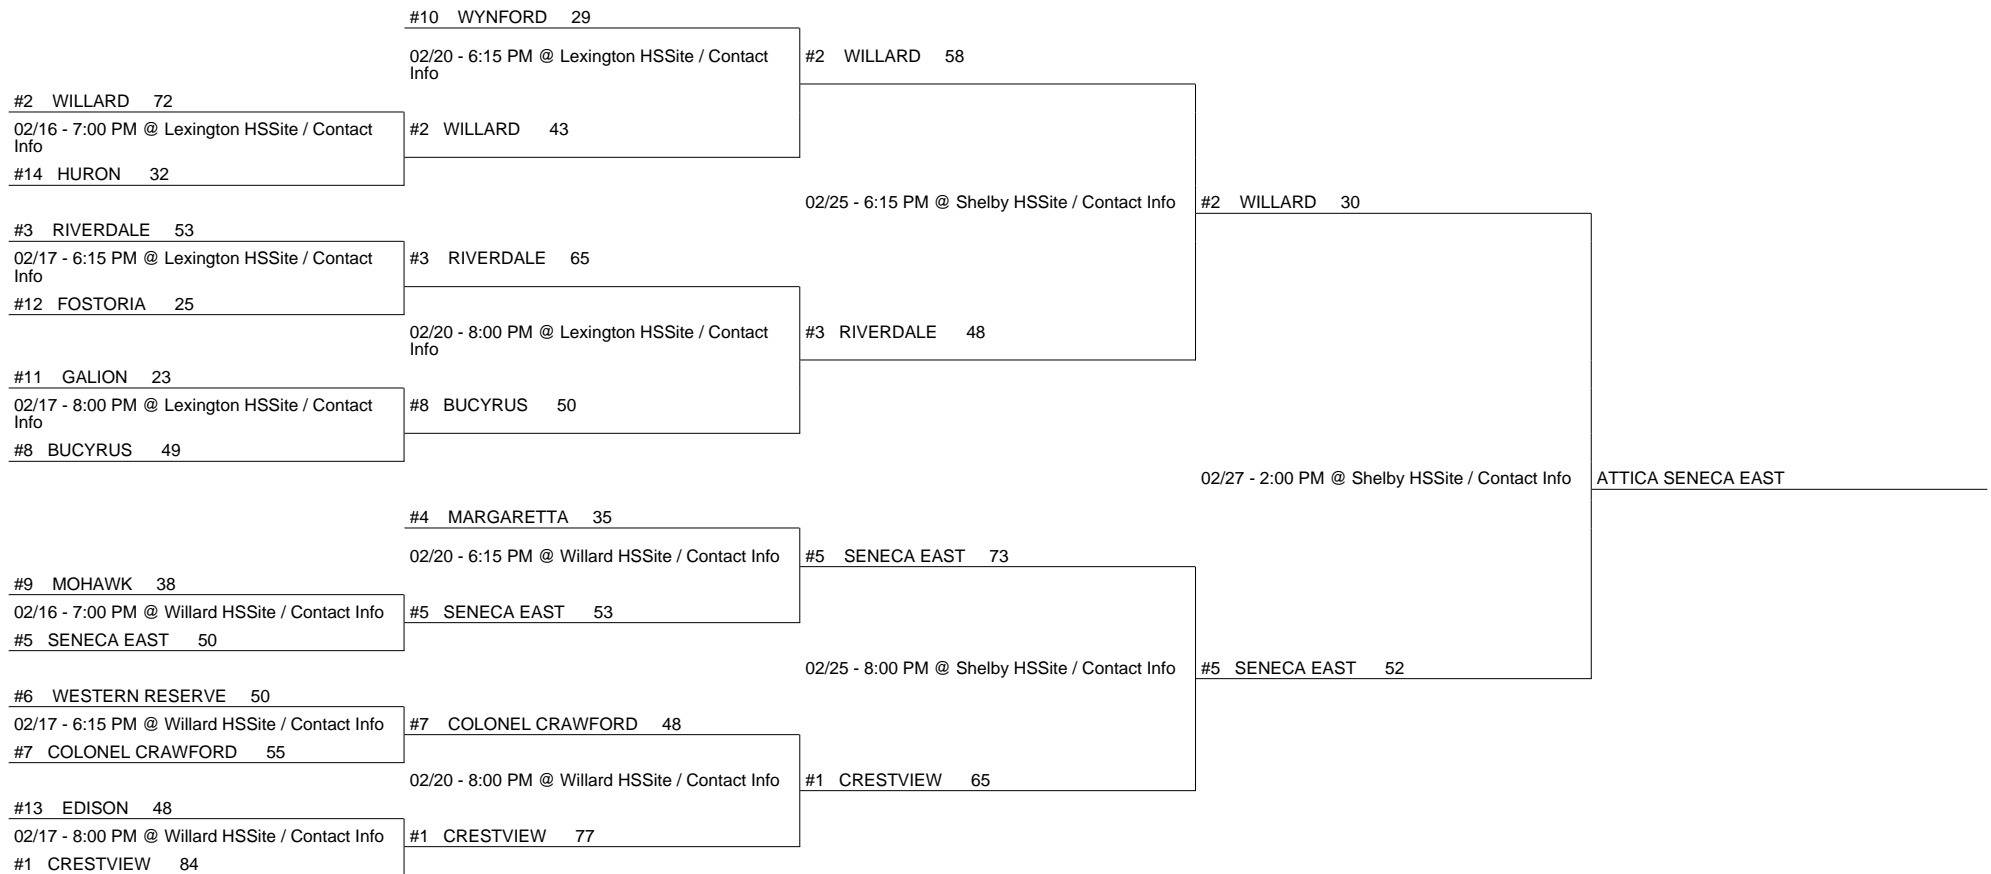 #10 WYNFORD 29
02/20 - 6:15 PM @ Lexington HSSite / Contact
Info
#2 WILLARD 58
#2 WILLARD 72
02/16 - 7:00 PM @ Lexington HSSite / Contact
Info
#2 WILLARD 43
#14 HURON 32
02/25 - 6:15 PM @ Shelby HSSite / Contact Info
#2 WILLARD 30
#3 RIVERDALE 53
02/17 - 6:15 PM @ Lexington HSSite / Contact
Info
#3 RIVERDALE 65
#12 FOSTORIA 25
02/20 - 8:00 PM @ Lexington HSSite / Contact
Info
#3 RIVERDALE 48
#11 GALION 23
02/17 - 8:00 PM @ Lexington HSSite / Contact
Info
#8 BUCYRUS 50
#8 BUCYRUS 49
02/27 - 2:00 PM @ Shelby HSSite / Contact Info
ATTICA SENECA EAST
#4 MARGARETTA 35
02/20 - 6:15 PM @ Willard HSSite / Contact Info
#5 SENECA EAST 73
#9 MOHAWK 38
02/16 - 7:00 PM @ Willard HSSite / Contact Info
#5 SENECA EAST 53
#5 SENECA EAST 50
02/25 - 8:00 PM @ Shelby HSSite / Contact Info
#5 SENECA EAST 52
#6 WESTERN RESERVE 50
02/17 - 6:15 PM @ Willard HSSite / Contact Info
#7 COLONEL CRAWFORD 48
#7 COLONEL CRAWFORD 55
02/20 - 8:00 PM @ Willard HSSite / Contact Info
#1 CRESTVIEW 65
#13 EDISON 48
02/17 - 8:00 PM @ Willard HSSite / Contact Info
#1 CRESTVIEW 77
#1 CRESTVIEW 84